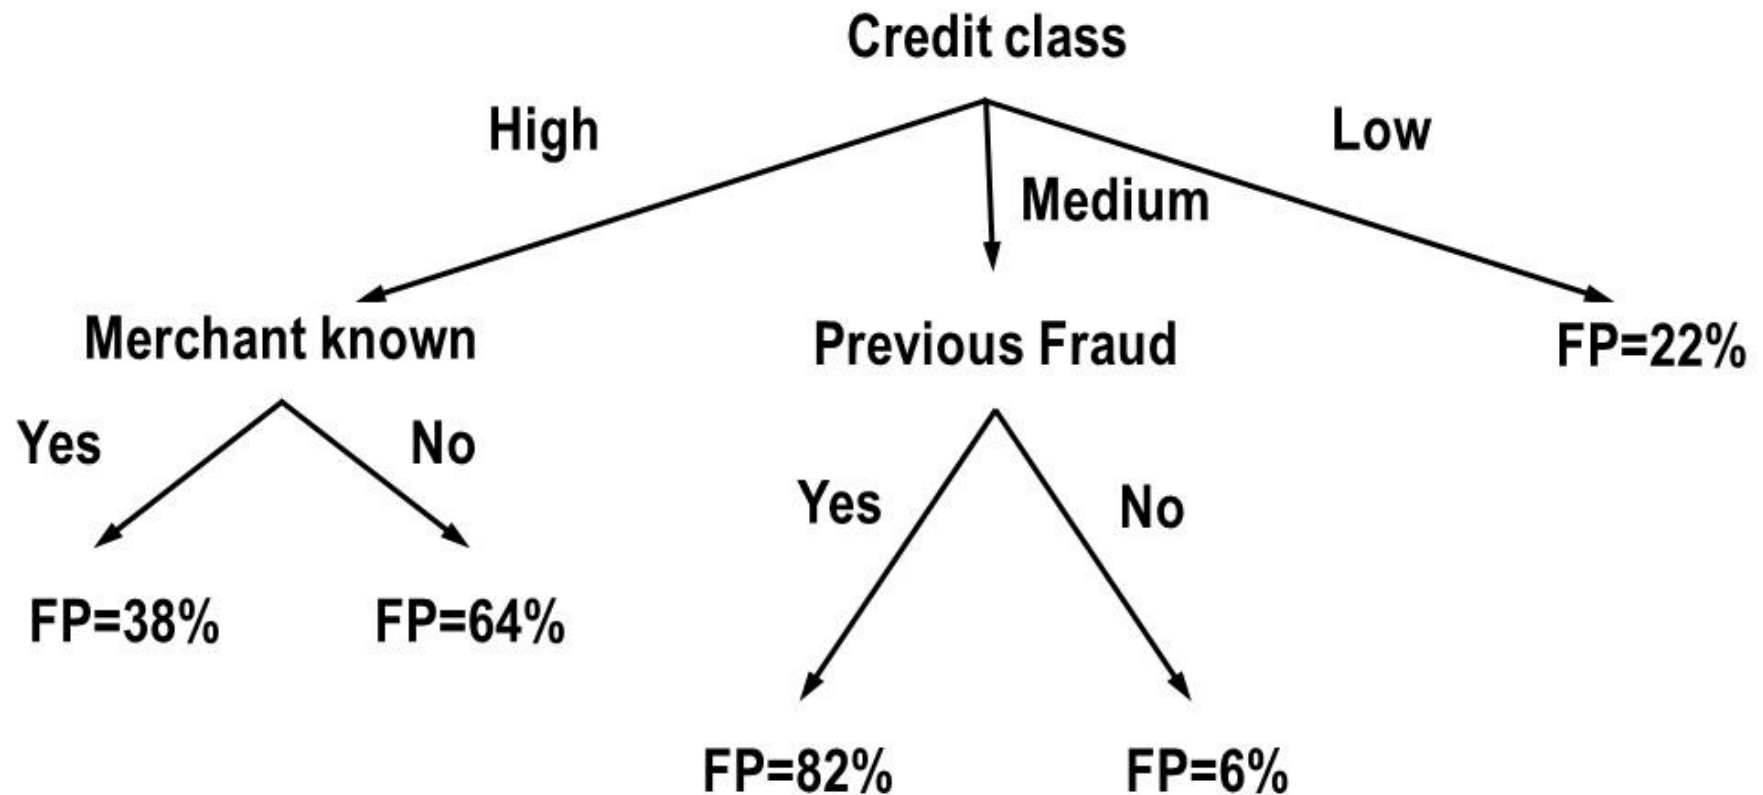 Credit class
High
Low
Medium
Merchant known
Previous Fraud
FP=22%
Yes
No
Yes
No
FP=38%
FP=64%
FP=82%
FP=6%